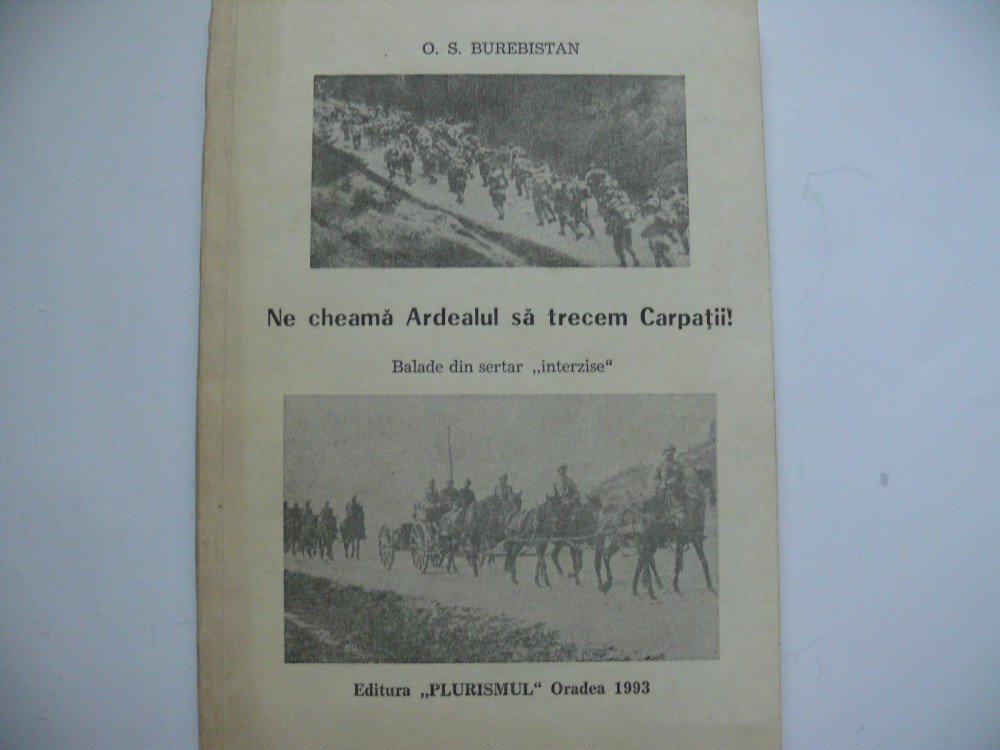 O. S. BUREBISTAN
Ne cheamă Ardealul să trecem Carpații!
Balade din sertar „interzise“
Editura „PLURISMUL“ Oradea 1993